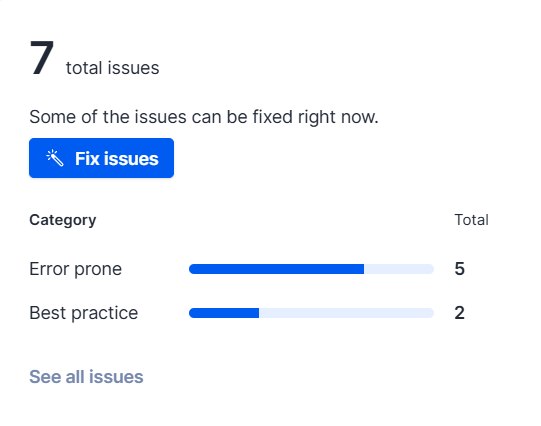 7 total issues
Some of the issues can be fixed right now.
Fix issues
Category Total
Error prone 5
Best practice 2
See all issues